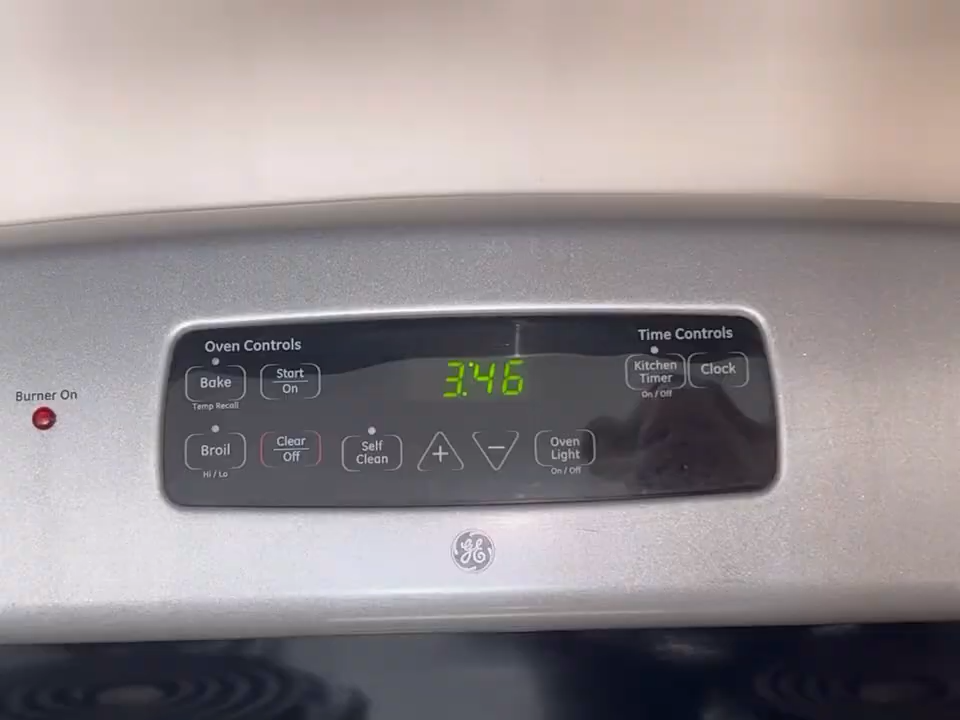 Oven Controls
Time Controls
Bake
Temp Recall
Start
On
3:46
Kitchen
Timer
On / Off
Clock
Burner On
Broil
Hi / Lo
Clear
Off
Self
Clean
+
−
Oven
Light
On / Off
GE